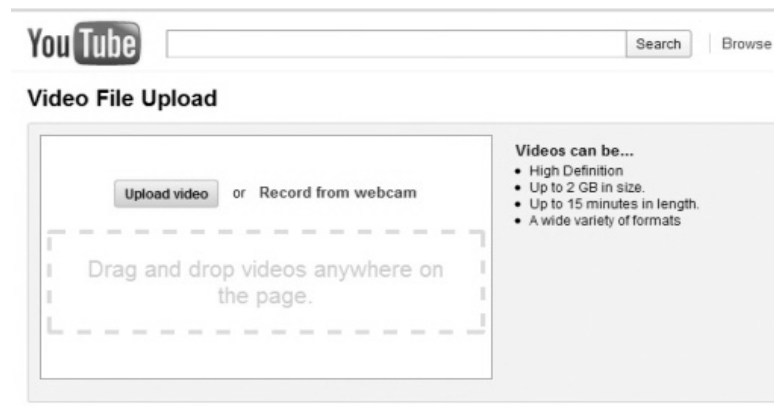 YouTube Search Browse
Video File Upload
Upload video or Record from webcam
Drag and drop videos anywhere on
the page.
Videos can be...
• High Definition
• Up to 2 GB in size.
• Up to 15 minutes in length.
• A wide variety of formats